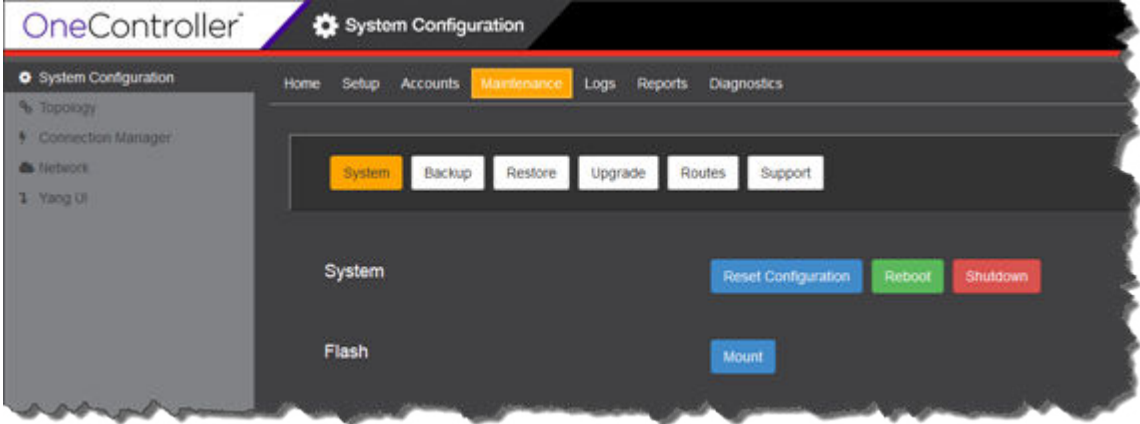 OneController™
System Configuration
System Configuration
Home Setup Accounts Maintenance Logs Reports Diagnostics
Topology
Connection Manager
Network
Yang UI
System Backup Restore Upgrade Routes Support
System
Reset Configuration Reboot Shutdown
Flash
Mount